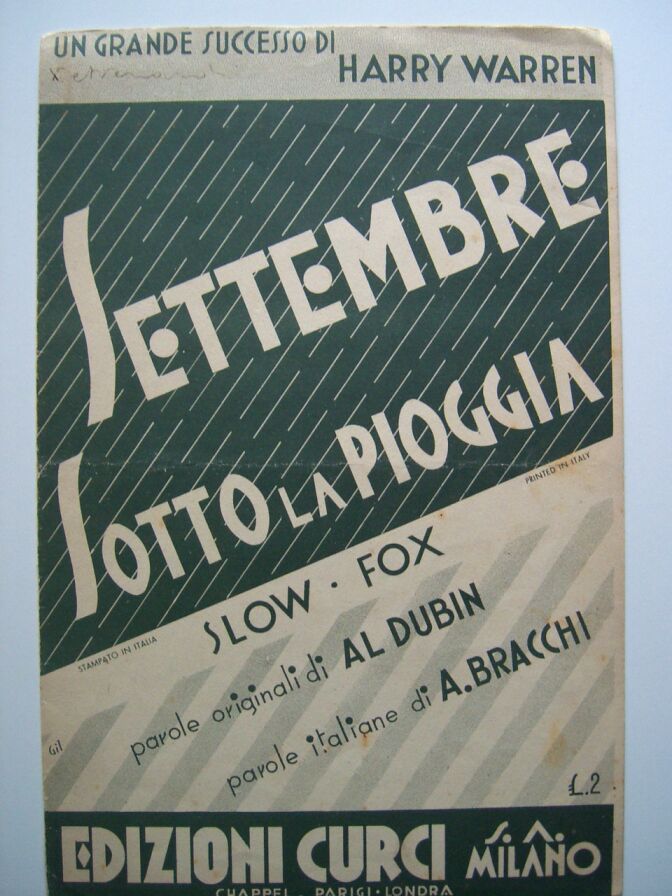 UN GRANDE SUCCESSO DI
HARRY WARREN
SETTEMBRE
SOTTO LA PIOGGIA
PRINTED IN ITALY
SLOW · FOX
STAMPATO IN ITALIA
parole originali di AL DUBIN
parole italiane di A. BRACCHI
Gil
£.2
EDIZIONI CURCI MILANO
CHAPPEL - PARIGI - LONDRA